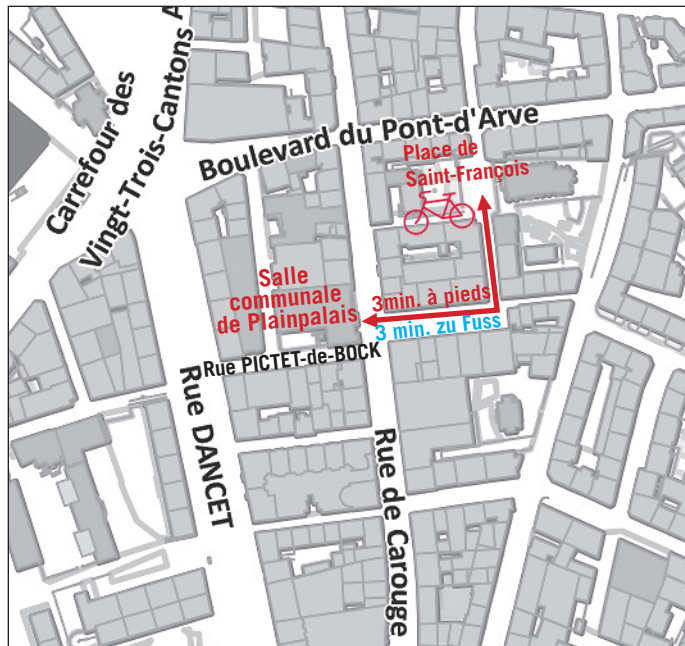 Carrefour des
Vingt-Trois-Cantons A
Boulevard du Pont-d'Arve
Place de
Saint-François
Salle
communale
de Plainpalais
3min. à pieds
3 min. zu Fuss
Rue PICTET-de-BOCK
Rue DANCET
Rue de Carouge